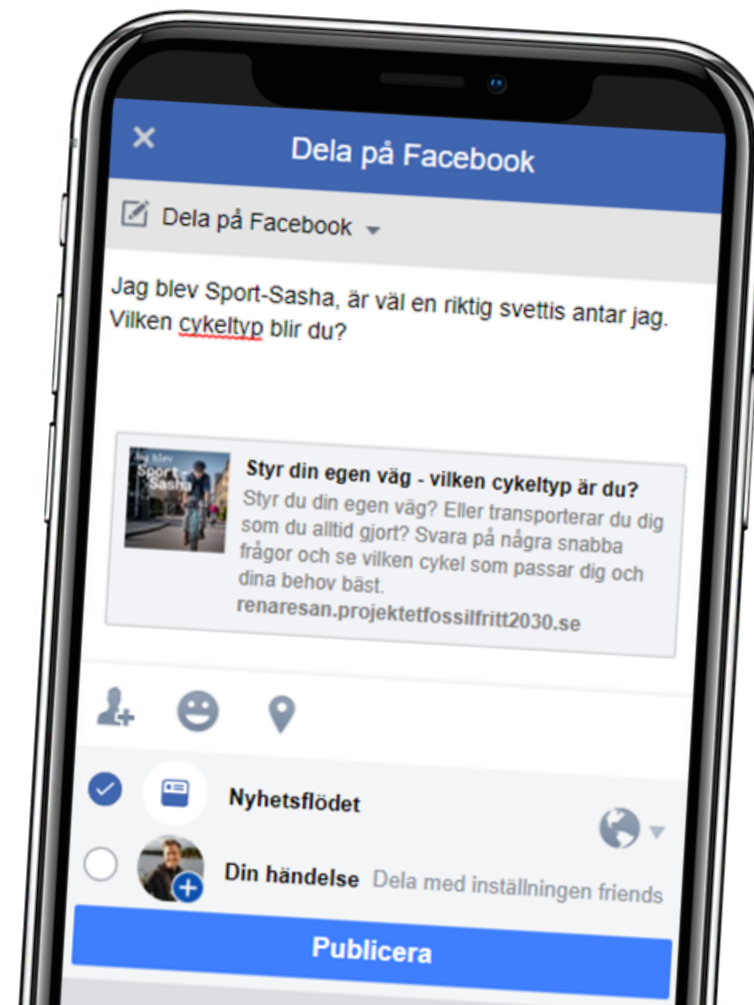 Dela på Facebook
Dela på Facebook
Jag blev Sport-Sasha, är väl en riktig svettis antar jag.
Vilken cykeltyp blir du?
Jag blev
Sport-
Sasha
Styr din egen väg - vilken cykeltyp är du?
Styr du din egen väg? Eller transporterar du dig
som du alltid gjort? Svara på några snabba
frågor och se vilken cykel som passar dig och
dina behov bäst.
renaresan.projektetfossilfritt2030.se
Nyhetsflödet
Din händelse Dela med inställningen friends
Publicera